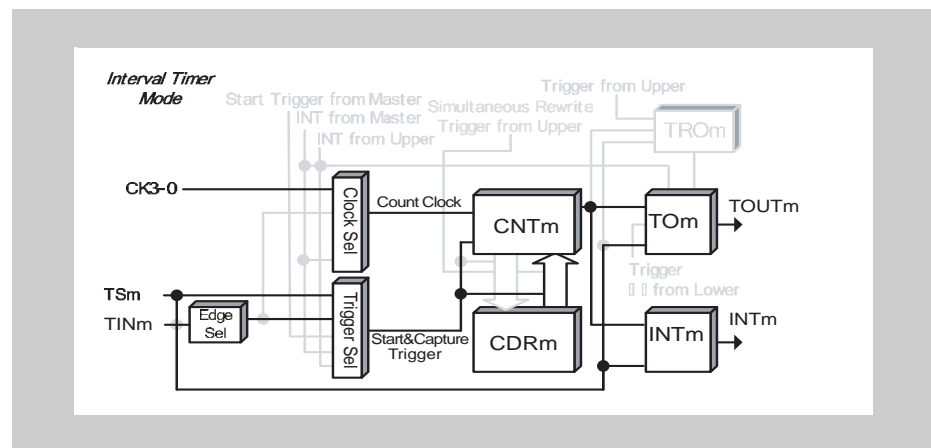 Interval Timer
Mode
Start Trigger from Master
INT from Master
INT from Upper
Simultaneous Rewrite
Trigger from Upper
Trigger from Upper
TROm
CK3-0
Clock Sel
Count Clock
CNTm
TOm
TOUTm
Trigger
from Lower
TSm
TINm
Edge
Sel
Trigger Sel
Start&Capture
Trigger
CDRm
INTm
INTm